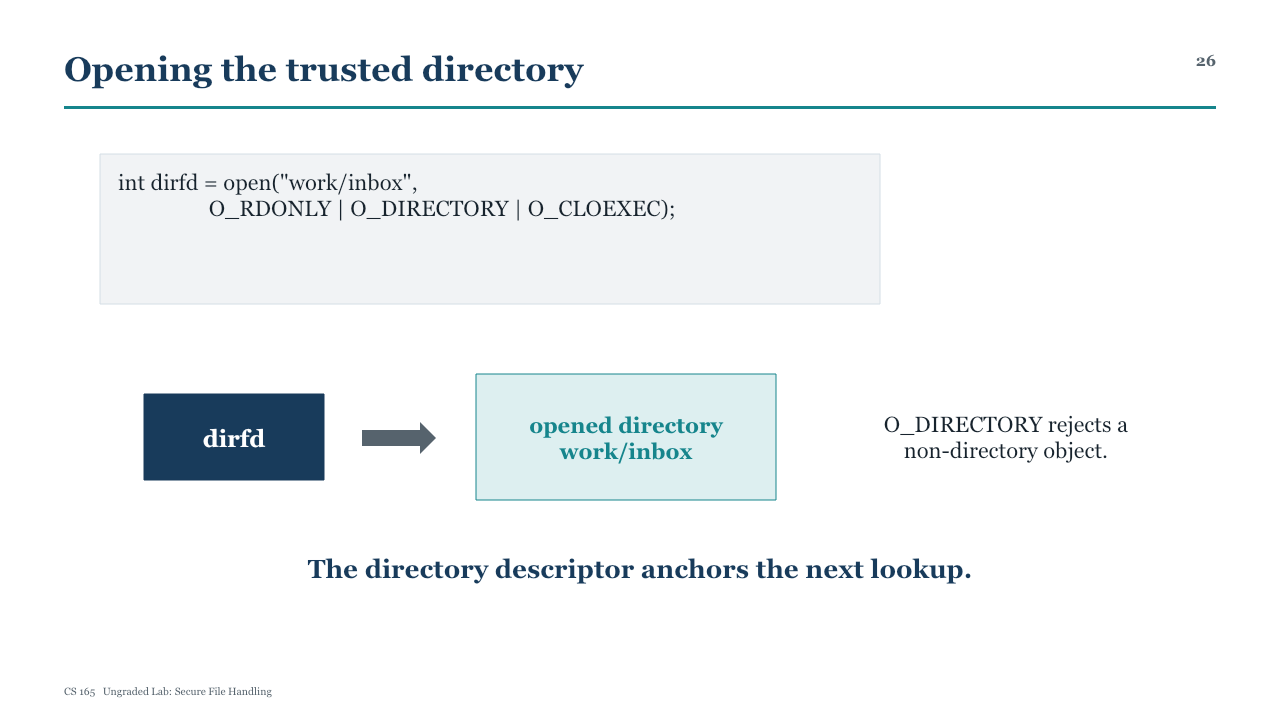 Opening the trusted directory
26
int dirfd = open("work/inbox",
O_RDONLY | O_DIRECTORY | O_CLOEXEC);
dirfd
opened directory
work/inbox
O_DIRECTORY rejects a
non-directory object.
The directory descriptor anchors the next lookup.
CS 165 Ungraded Lab: Secure File Handling